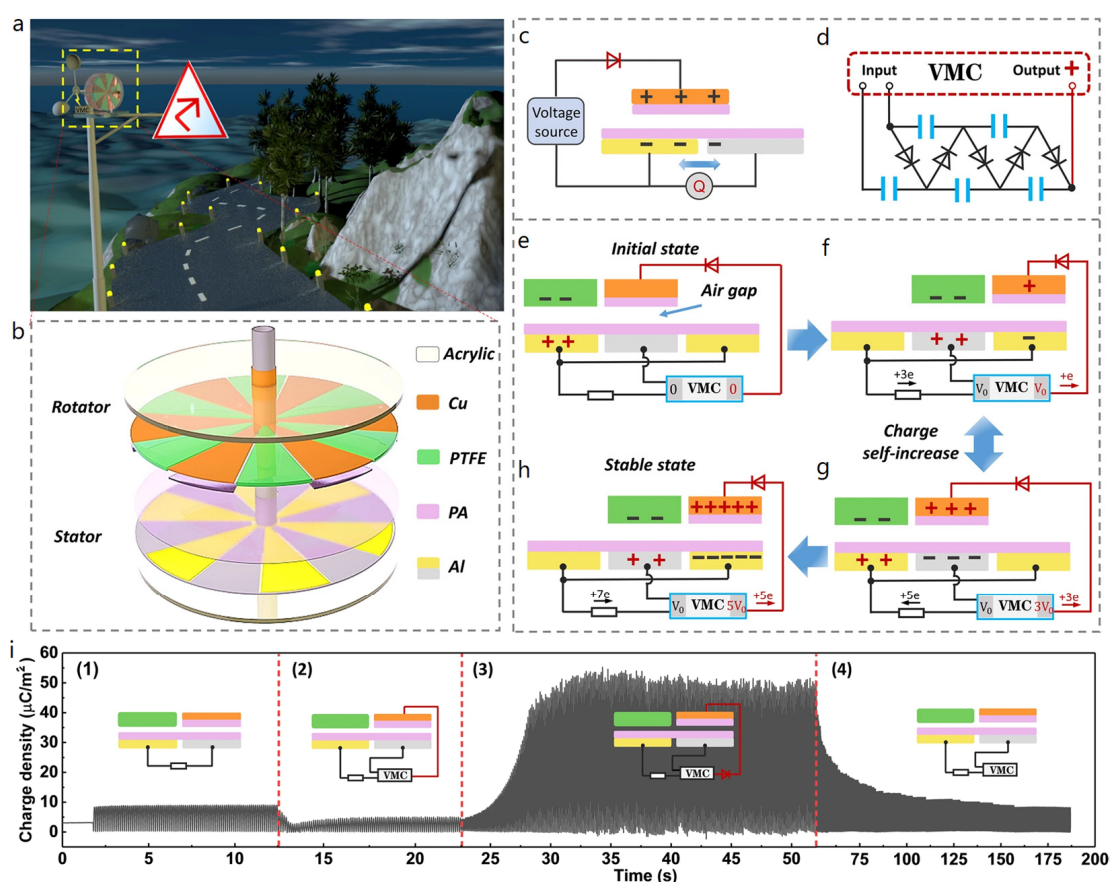 a
VMC
b
Rotator
Stator
Acrylic
Cu
PTFE
PA
Al
c
Voltage
source
+ + +
- - -
Q
d
Input VMC Output +
e
Initial state
Air gap
- -
+ +
0 VMC 0
f
+
- -
+ +
-
+3e
V0 VMC V0
+e
Charge
self-increase
h
Stable state
+++++
- -
+ +
-----
+7e
V0 VMC 5V0
+5e
g
+ + +
- -
+ +
- - -
+5e
V0 VMC 3V0
+3e
i
Charge density (μC/m²)
60
50
40
30
20
10
0
(1)
(2)
(3)
(4)
VMC
VMC
VMC
0 5 10 15 20 25 30 35 40 45 50 75 100 125 150 175 200
Time (s)